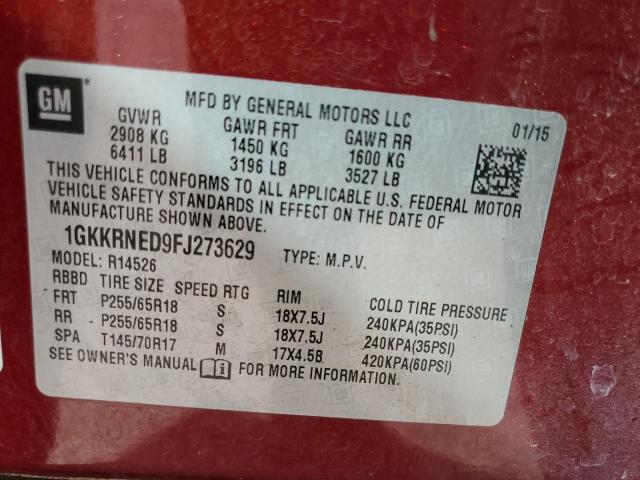 GM
MFD BY GENERAL MOTORS LLC
GVWR GAWR FRT GAWR RR 01/15
2908 KG 1450 KG 1600 KG
6411 LB 3196 LB 3527 LB
THIS VEHICLE CONFORMS TO ALL APPLICABLE U.S. FEDERAL MOTOR
VEHICLE SAFETY STANDARDS IN EFFECT ON THE DATE OF
MANUFACTURE SHOWN ABOVE.
1GKKRNED9FJ273629 TYPE: M.P.V.
MODEL: R14526
RBBD TIRE SIZE SPEED RTG RIM COLD TIRE PRESSURE
FRT P255/65R18 S 18X7.5J 240KPA(35PSI)
RR P255/65R18 S 18X7.5J 240KPA(35PSI)
SPA T145/70R17 M 17X4.5B 420KPA(60PSI)
SEE OWNER'S MANUAL FOR MORE INFORMATION.